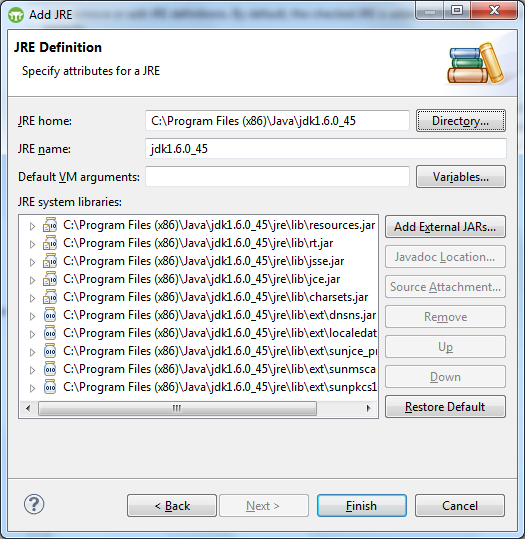 Add JRE
JRE Definition
Specify attributes for a JRE
JRE home:
C:\Program Files (x86)\Java\jdk1.6.0_45
Directory...
JRE name:
jdk1.6.0_45
Default VM arguments:
Variables...
JRE system libraries:
C:\Program Files (x86)\Java\jdk1.6.0_45\jre\lib\resources.jar
C:\Program Files (x86)\Java\jdk1.6.0_45\jre\lib\rt.jar
C:\Program Files (x86)\Java\jdk1.6.0_45\jre\lib\jsse.jar
C:\Program Files (x86)\Java\jdk1.6.0_45\jre\lib\jce.jar
C:\Program Files (x86)\Java\jdk1.6.0_45\jre\lib\charsets.jar
C:\Program Files (x86)\Java\jdk1.6.0_45\jre\lib\ext\dnsns.jar
C:\Program Files (x86)\Java\jdk1.6.0_45\jre\lib\ext\localedat
C:\Program Files (x86)\Java\jdk1.6.0_45\jre\lib\ext\sunjce_pr
C:\Program Files (x86)\Java\jdk1.6.0_45\jre\lib\ext\sunmsca
C:\Program Files (x86)\Java\jdk1.6.0_45\jre\lib\ext\sunpkcs1
Add External JARs...
Javadoc Location...
Source Attachment...
Remove
Up
Down
Restore Default
< Back
Next >
Finish
Cancel